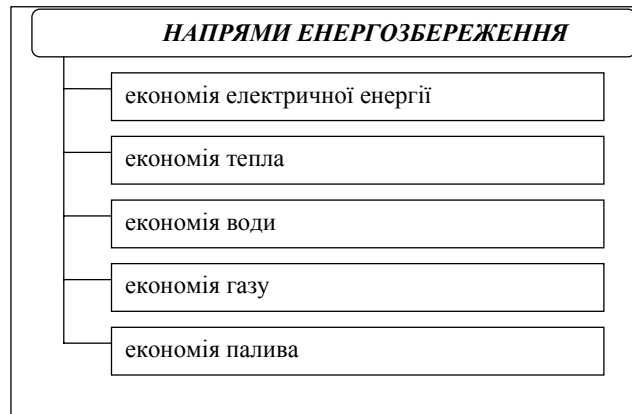 НАПРЯМИ ЕНЕРГОЗБЕРЕЖЕННЯ
економія електричної енергії
економія тепла
економія води
економія газу
економія палива